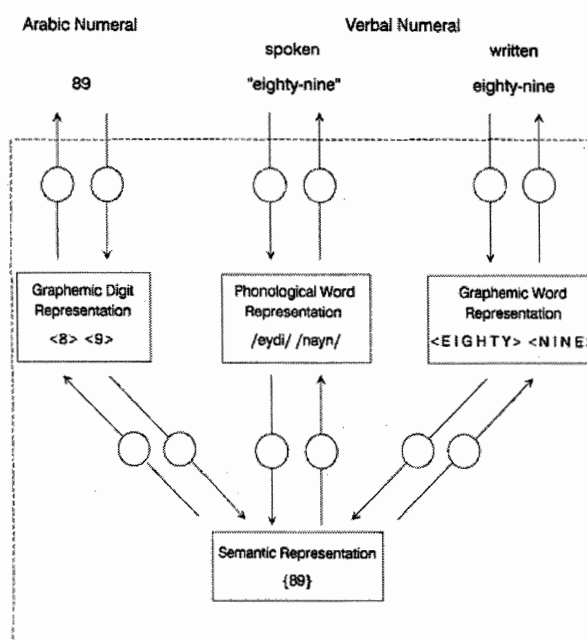 Arabic Numeral
Verbal Numeral
spoken
written
89
"eighty-nine"
eighty-nine
Graphemic Digit
Representation
<8> <9>
Phonological Word
Representation
/eydi/ /nayn/
Graphemic Word
Representation
<EIGHTY> <NINE>
Semantic Representation
{89}